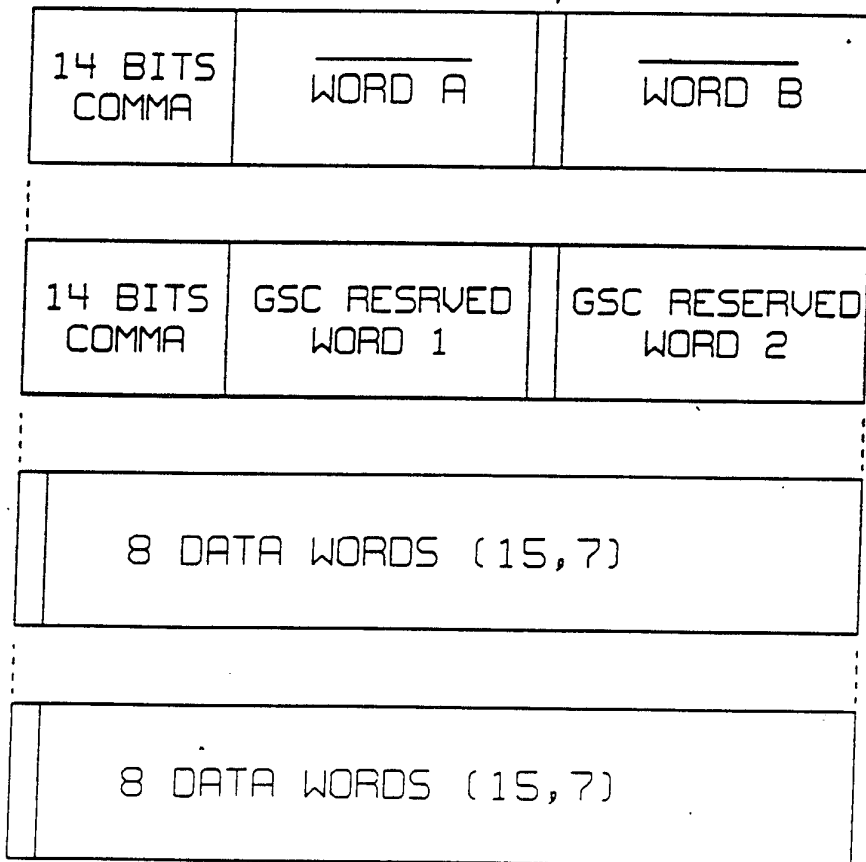 14 BITS
COMMA
WORD A
WORD B
14 BITS
COMMA
GSC RESRVED
WORD 1
GSC RESERVED
WORD 2
8 DATA WORDS (15,7)
8 DATA WORDS (15,7)